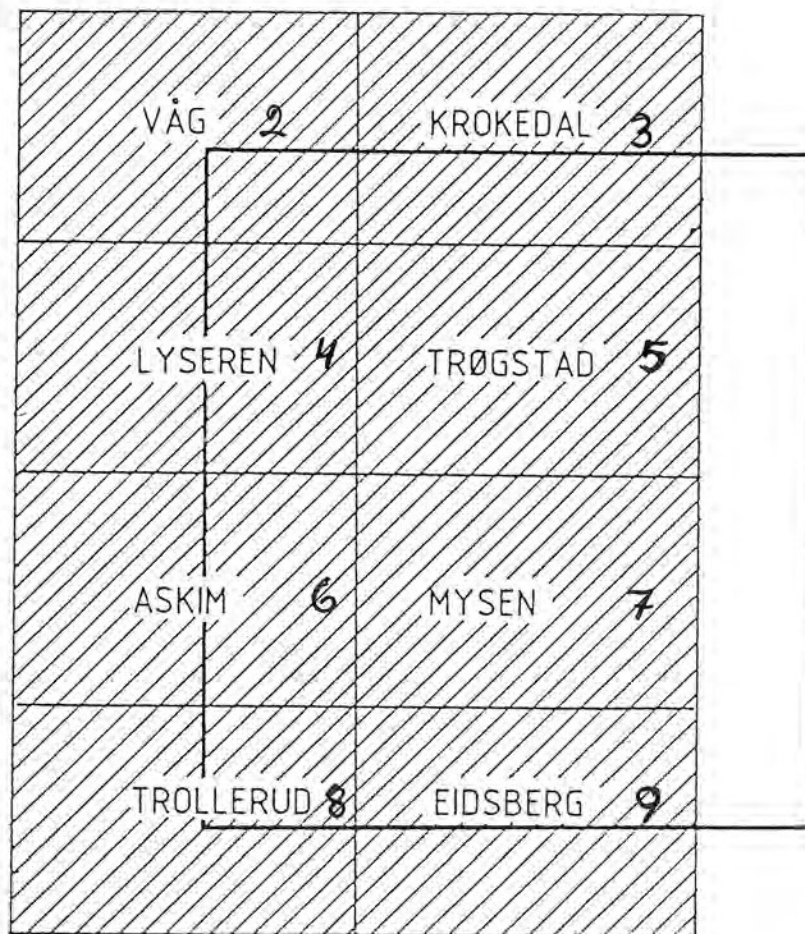 VÅG 2 KROKEDAL 3
LYSEREN 4 TRØGSTAD 5
ASKIM 6 MYSEN 7
TROLLERUD 8 EIDSBERG 9